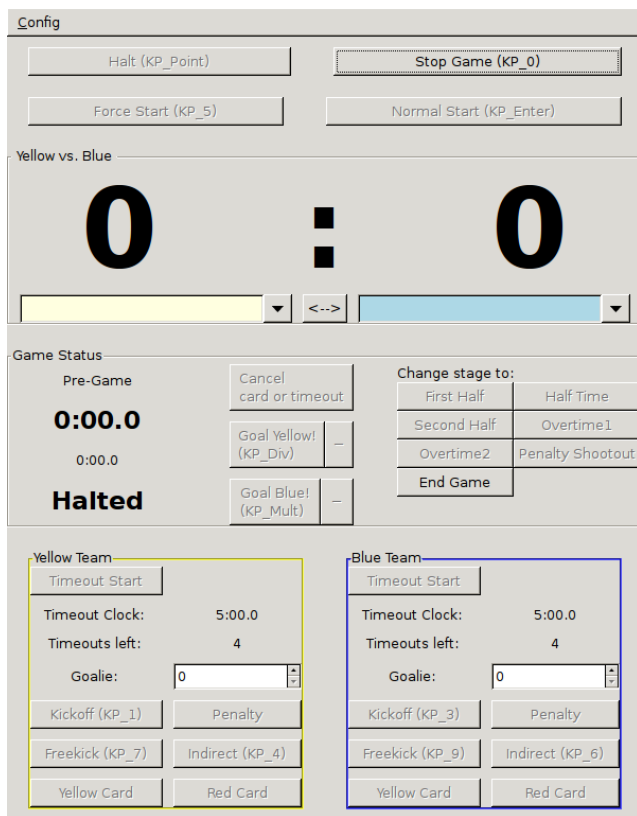 Config
Halt (KP_Point)
Stop Game (KP_0)
Force Start (KP_5)
Normal Start (KP_Enter)
Yellow vs. Blue
0 : 0
<-->
Game Status
Pre-Game
0:00.0
0:00.0
Halted
Cancel
card or timeout
Goal Yellow!
(KP_Div)
–
Goal Blue!
(KP_Mult)
–
Change stage to:
First Half
Half Time
Second Half
Overtime1
Overtime2
Penalty Shootout
End Game
Yellow Team
Timeout Start
Timeout Clock: 5:00.0
Timeouts left: 4
Goalie: 0
Kickoff (KP_1)
Penalty
Freekick (KP_7)
Indirect (KP_4)
Yellow Card
Red Card
Blue Team
Timeout Start
Timeout Clock: 5:00.0
Timeouts left: 4
Goalie: 0
Kickoff (KP_3)
Penalty
Freekick (KP_9)
Indirect (KP_6)
Yellow Card
Red Card